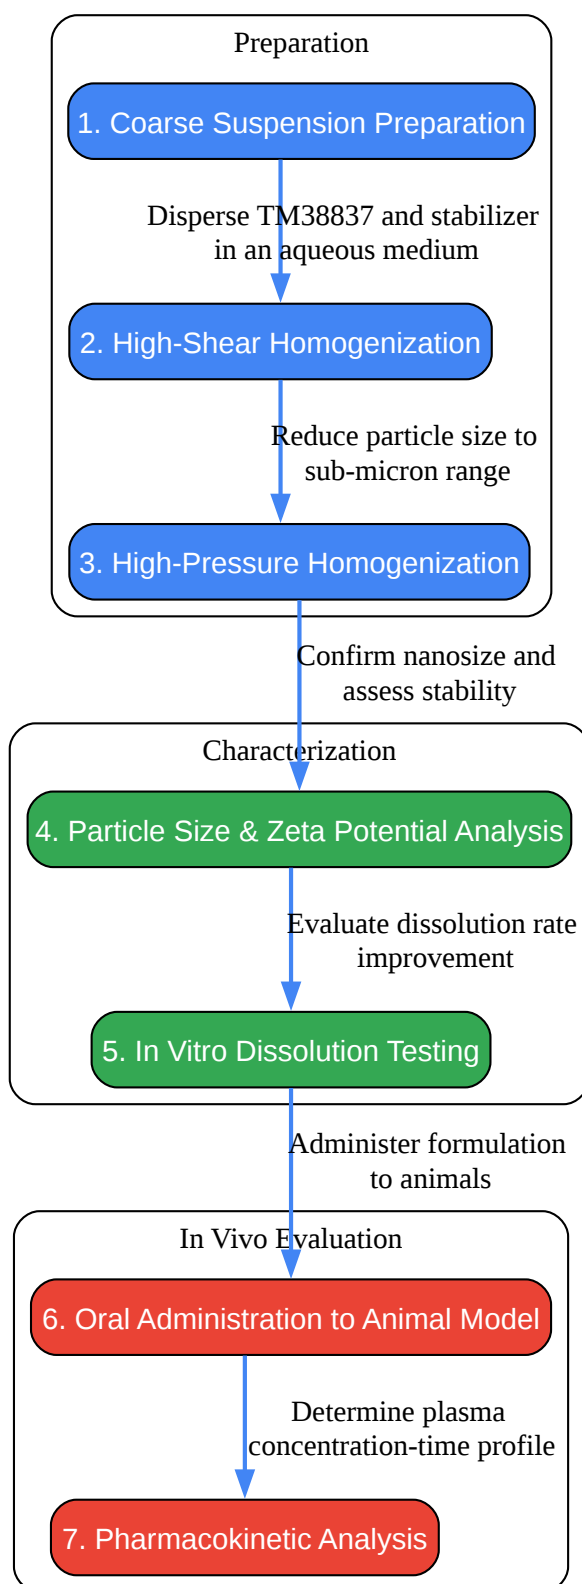 Preparation
1. Coarse Suspension Preparation
Disperse TM38837 and stabilizer
in an aqueous medium
2. High-Shear Homogenization
Reduce particle size to
sub-micron range
3. High-Pressure Homogenization
Confirm nanosize and
assess stability
Characterization
4. Particle Size & Zeta Potential Analysis
Evaluate dissolution rate
improvement
5. In Vitro Dissolution Testing
Administer formulation
to animals
In Vivo Evaluation
6. Oral Administration to Animal Model
Determine plasma
concentration-time profile
7. Pharmacokinetic Analysis